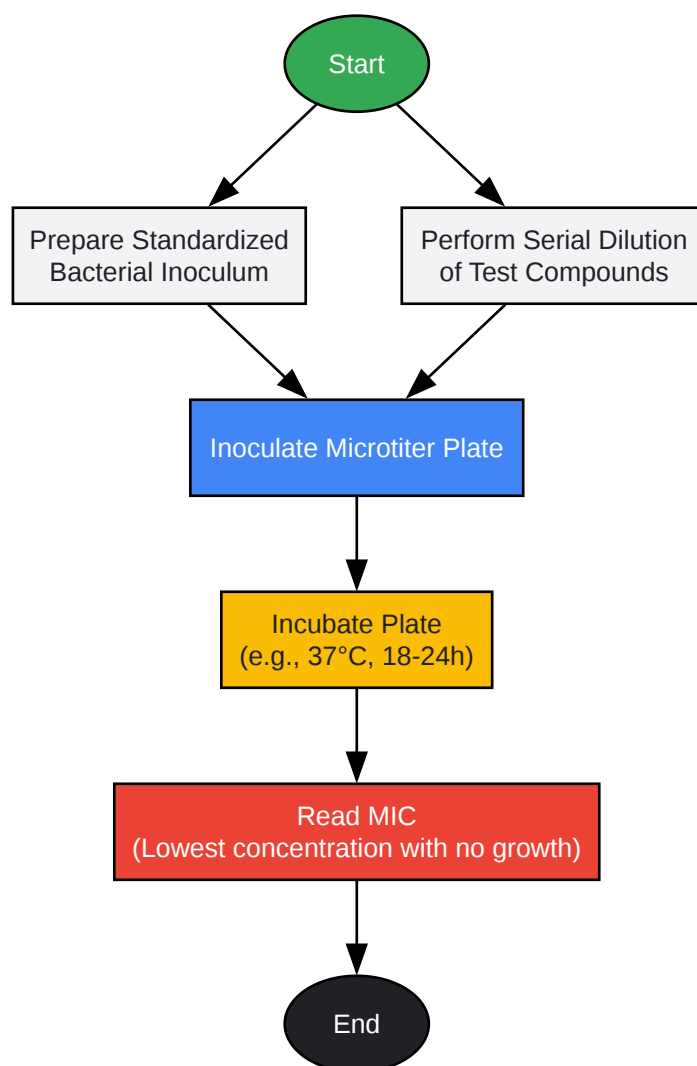 Start
Prepare Standardized
Bacterial Inoculum
Perform Serial Dilution
of Test Compounds
Inoculate Microtiter Plate
Incubate Plate
(e.g., 37°C, 18-24h)
Read MIC
(Lowest concentration with no growth)
End